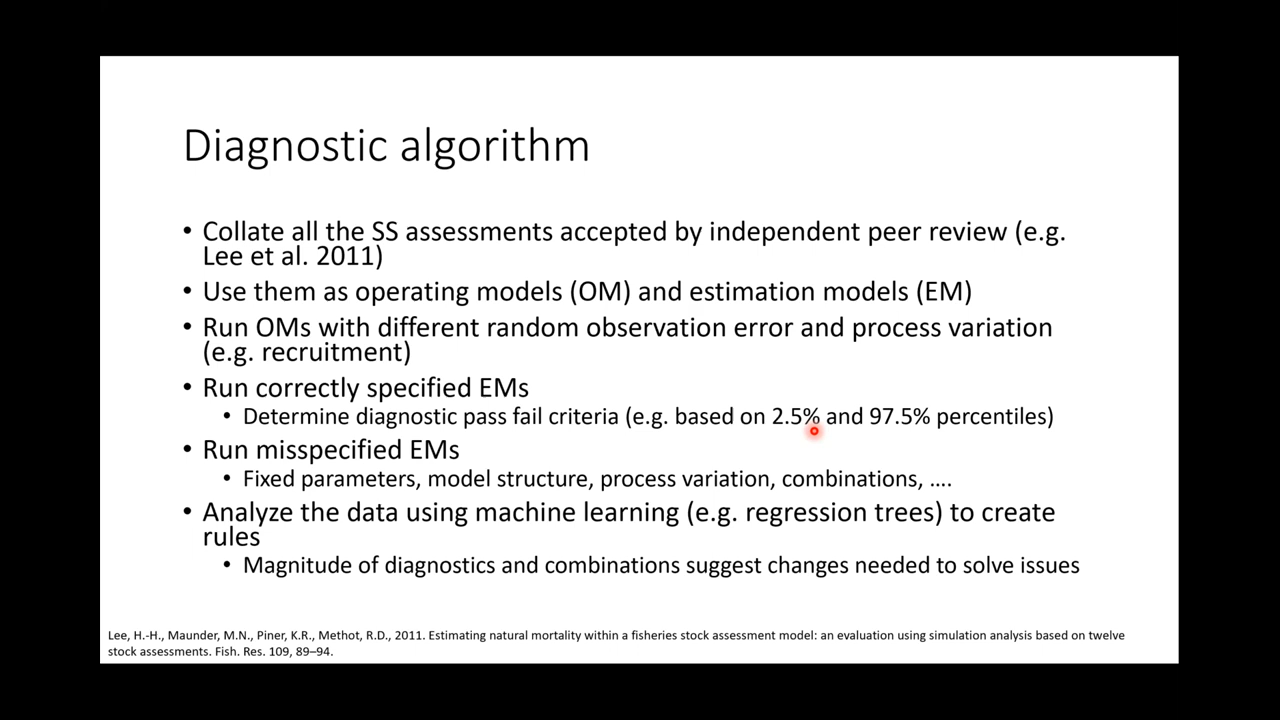 Diagnostic algorithm
• Collate all the SS assessments accepted by independent peer review (e.g.
Lee et al. 2011)
• Use them as operating models (OM) and estimation models (EM)
• Run OMs with different random observation error and process variation
(e.g. recruitment)
• Run correctly specified EMs
• Determine diagnostic pass fail criteria (e.g. based on 2.5% and 97.5% percentiles)
• Run misspecified EMs
• Fixed parameters, model structure, process variation, combinations, ….
• Analyze the data using machine learning (e.g. regression trees) to create
rules
• Magnitude of diagnostics and combinations suggest changes needed to solve issues
Lee, H.-H., Maunder, M.N., Piner, K.R., Methot, R.D., 2011. Estimating natural mortality within a fisheries stock assessment model: an evaluation using simulation analysis based on twelve
stock assessments. Fish. Res. 109, 89–94.